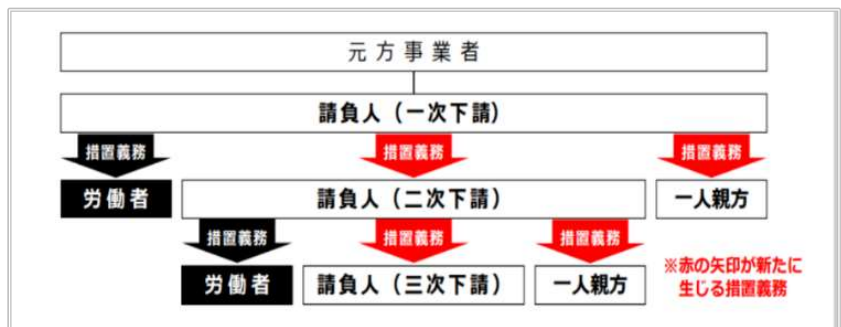 元方事業者
請負人（一次下請）
措置義務 措置義務 措置義務
労働者 請負人（二次下請） 一人親方
措置義務 措置義務 措置義務
労働者 請負人（三次下請） 一人親方
※赤の矢印が新たに
生じる措置義務